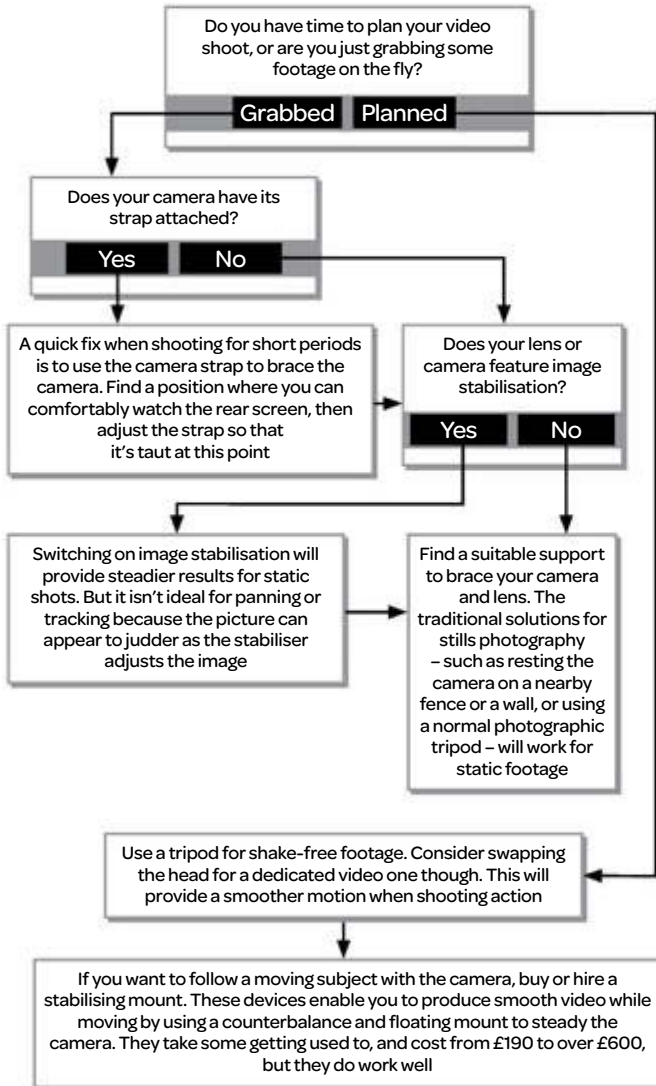 Do you have time to plan your video
shoot, or are you just grabbing some
footage on the fly?
Grabbed Planned
Does your camera have its
strap attached?
Yes No
A quick fix when shooting for short periods
is to use the camera strap to brace the
camera. Find a position where you can
comfortably watch the rear screen, then
adjust the strap so that
it's taut at this point
Does your lens or
camera feature image
stabilisation?
Yes No
Switching on image stabilisation will
provide steadier results for static
shots. But it isn't ideal for panning or
tracking because the picture can
appear to judder as the stabiliser
adjusts the image
Find a suitable support
to brace your camera
and lens. The
traditional solutions for
stills photography
– such as resting the
camera on a nearby
fence or a wall, or using
a normal photographic
tripod – will work for
static footage
Use a tripod for shake-free footage. Consider swapping
the head for a dedicated video one though. This will
provide a smoother motion when shooting action
If you want to follow a moving subject with the camera, buy or hire a
stabilising mount. These devices enable you to produce smooth video while
moving by using a counterbalance and floating mount to steady the
camera. They take some getting used to, and cost from £190 to over £600,
but they do work well